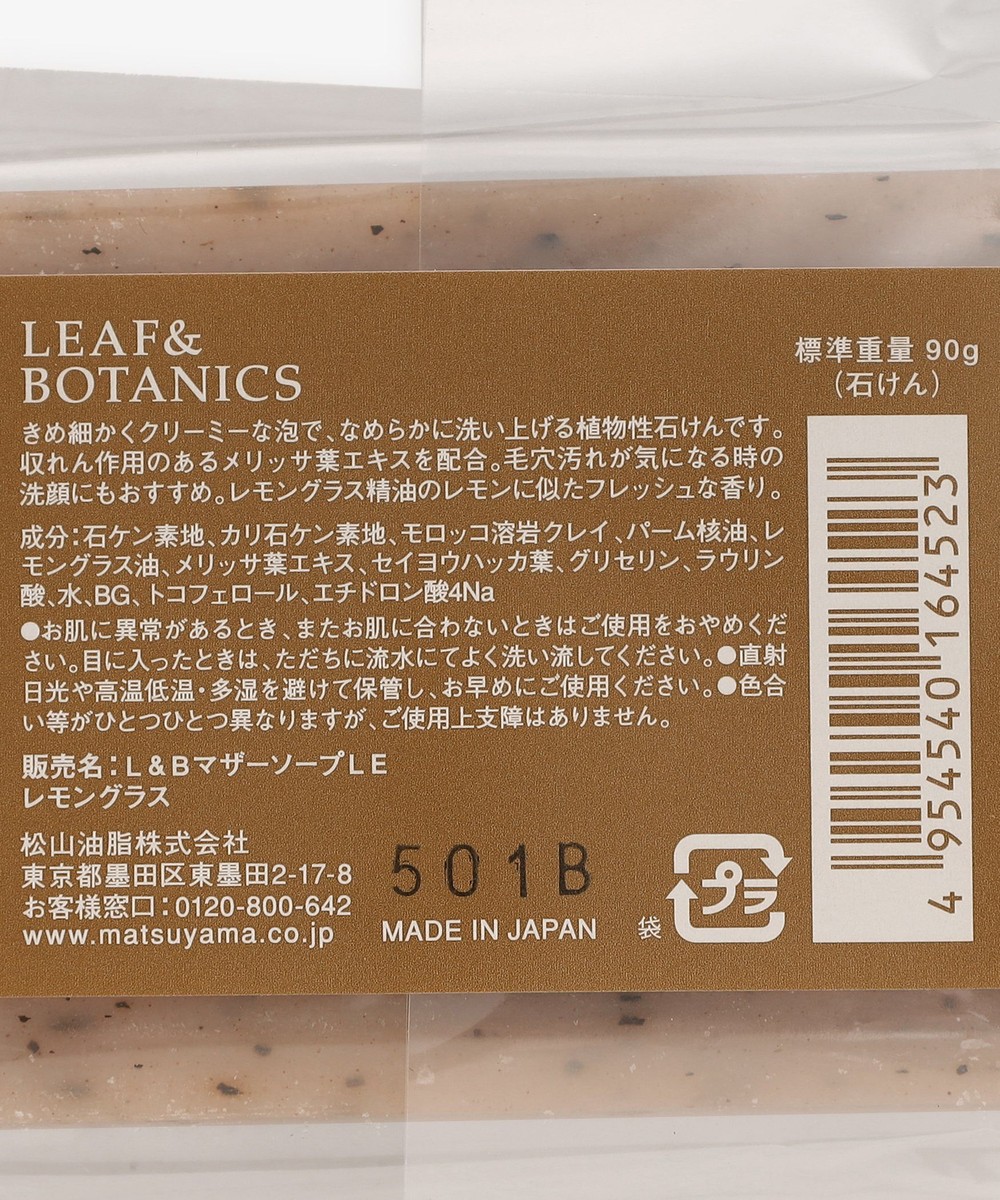 LEAF&
BOTANICS
標準重量 90g
（石けん）
きめ細かくクリーミーな泡で、なめらかに洗い上げる植物性石けんです。
収れん作用のあるメリッサ葉エキスを配合。毛穴汚れが気になる時の
洗顔にもおすすめ。レモングラス精油のレモンに似たフレッシュな香り。
成分：石ケン素地、カリ石ケン素地、モロッコ溶岩クレイ、パーム核油、レ
モングラス油、メリッサ葉エキス、セイヨウハッカ葉、グリセリン、ラウリン
酸、水、BG、トコフェロール、エチドロン酸4Na
●お肌に異常があるとき、またお肌に合わないときはご使用をおやめくだ
さい。目に入ったときは、ただちに流水にてよく洗い流してください。●直射
日光や高温低温・多湿を避けて保管し、お早めにご使用ください。●色合
い等がひとつひとつ異なりますが、ご使用上支障はありません。
販売名：L＆BマザーソープLE
レモングラス
松山油脂株式会社
東京都墨田区東墨田2-17-8
お客様窓口：0120-800-642
www.matsuyama.co.jp
501B
MADE IN JAPAN
袋
プラ
4 954540 164523